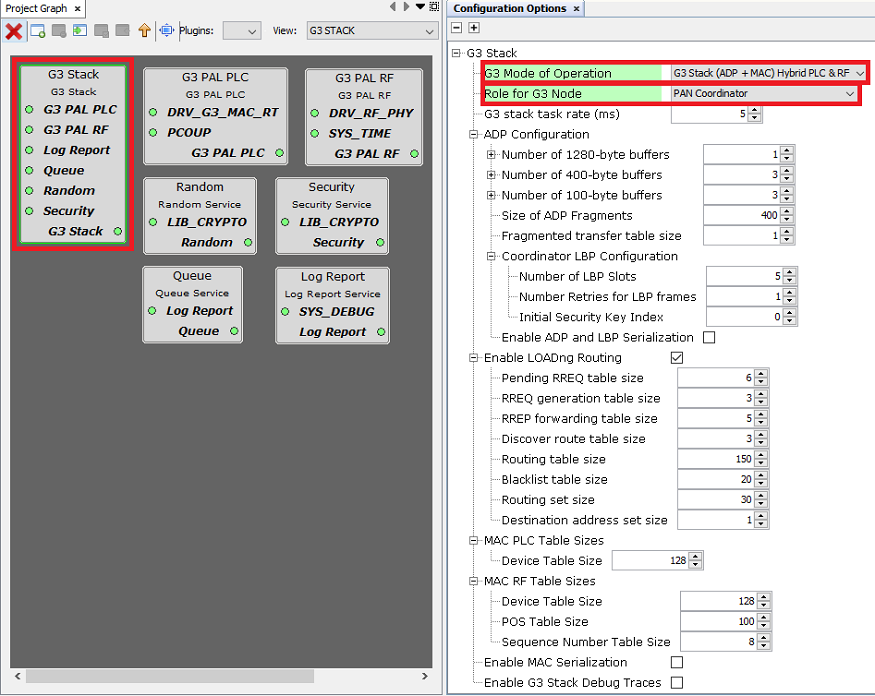 Project Graph ×
Plugins:
View:
G3 STACK
G3 Stack
G3 Stack
G3 PAL PLC
G3 PAL RF
Log Report
Queue
Random
Security
G3 Stack
G3 PAL PLC
G3 PAL PLC
DRV_G3_MAC_RT
PCOUP
G3 PAL PLC
G3 PAL RF
G3 PAL RF
DRV_RF_PHY
SYS_TIME
G3 PAL RF
Random
Random Service
LIB_CRYPTO
Random
Security
Security Service
LIB_CRYPTO
Security
Queue
Queue Service
Log Report
Queue
Log Report
Log Report Service
SYS_DEBUG
Log Report
Configuration Options ×
G3 Stack
G3 Mode of Operation G3 Stack (ADP + MAC) Hybrid PLC & RF
Role for G3 Node PAN Coordinator
G3 stack task rate (ms) 5
ADP Configuration
Number of 1280-byte buffers 1
Number of 400-byte buffers 3
Number of 100-byte buffers 3
Size of ADP Fragments 400
Fragmented transfer table size 1
Coordinator LBP Configuration
Number of LBP Slots 5
Number Retries for LBP frames 1
Initial Security Key Index 0
Enable ADP and LBP Serialization
Enable LOADng Routing
Pending RREQ table size 6
RREQ generation table size 3
RREP forwarding table size 5
Discover route table size 3
Routing table size 150
Blacklist table size 20
Routing set size 30
Destination address set size 1
MAC PLC Table Sizes
Device Table Size 128
MAC RF Table Sizes
Device Table Size 128
POS Table Size 100
Sequence Number Table Size 8
Enable MAC Serialization
Enable G3 Stack Debug Traces